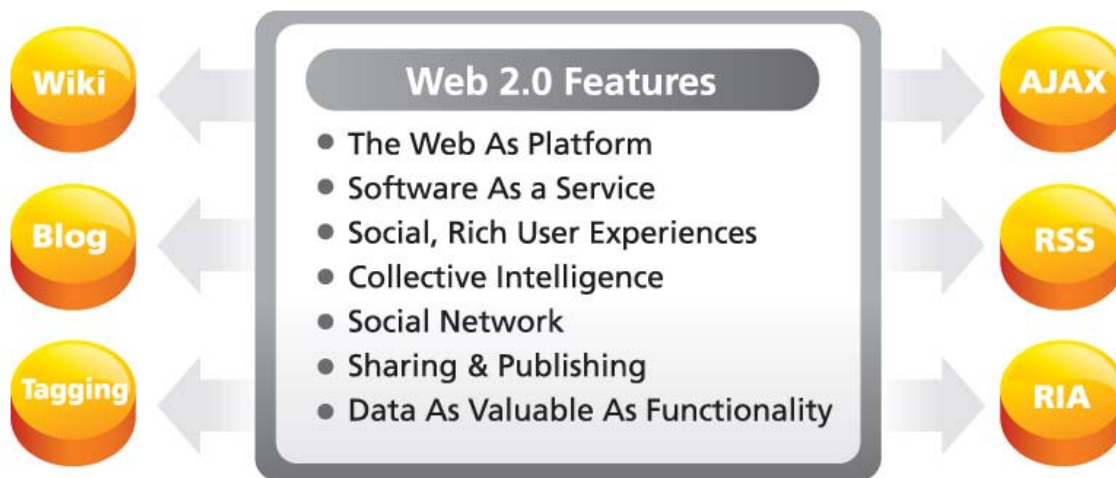 Wiki
Blog
Tagging
Web 2.0 Features
The Web As Platform
Software As a Service
Social, Rich User Experiences
Collective Intelligence
Social Network
Sharing & Publishing
Data As Valuable As Functionality
AJAX
RSS
RIA